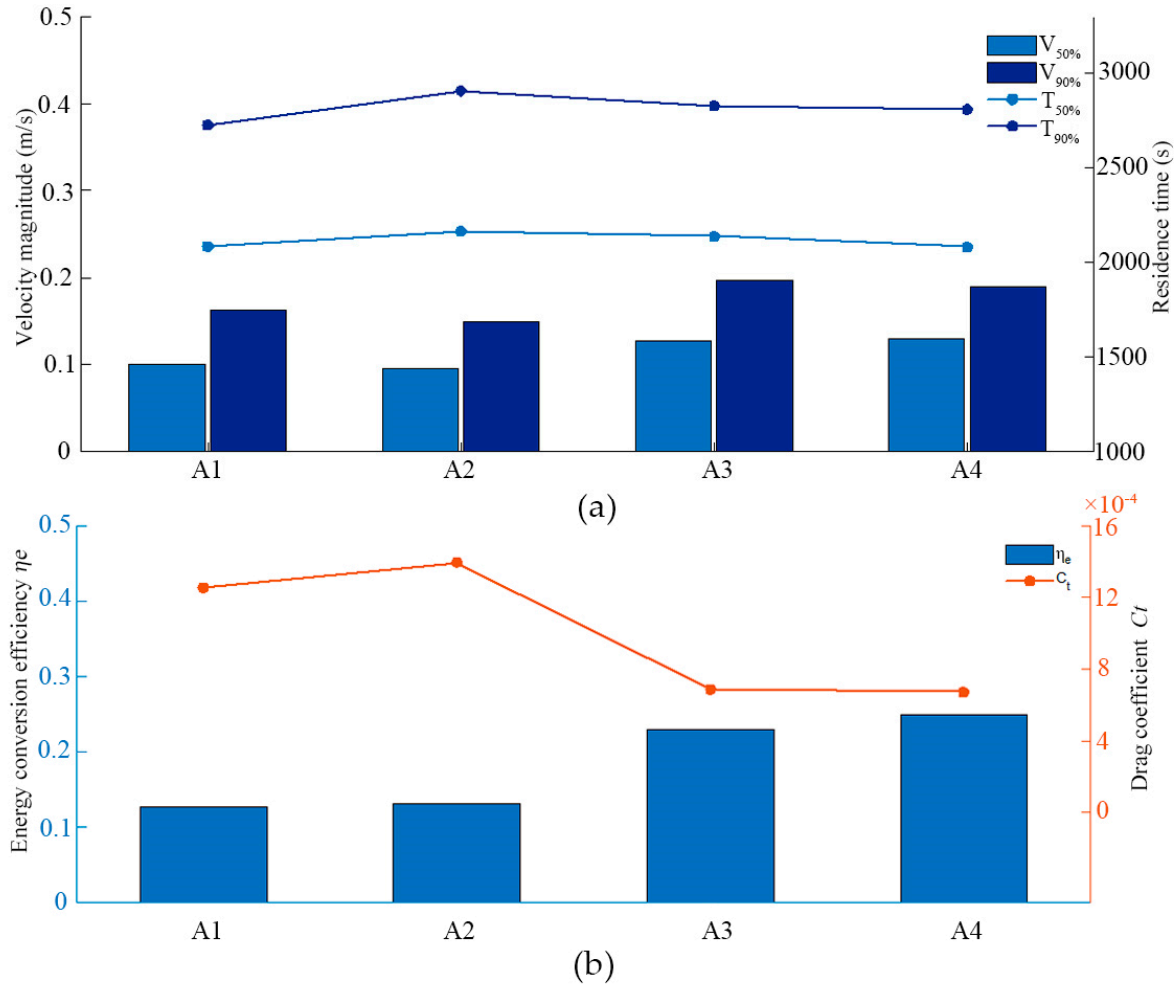 0.5
0.4
0.3
0.2
0.1
0
Velocity magnitude (m/s)
V50%
V90%
T50%
T90%
3000
2500
2000
1500
1000
Residence time (s)
A1 A2 A3 A4
(a)
×10-4
0.5
0.4
0.3
0.2
0.1
0
Energy conversion efficiency ηe
ηe
Ct
16
12
8
4
0
Drag coefficient Ct
A1 A2 A3 A4
(b)